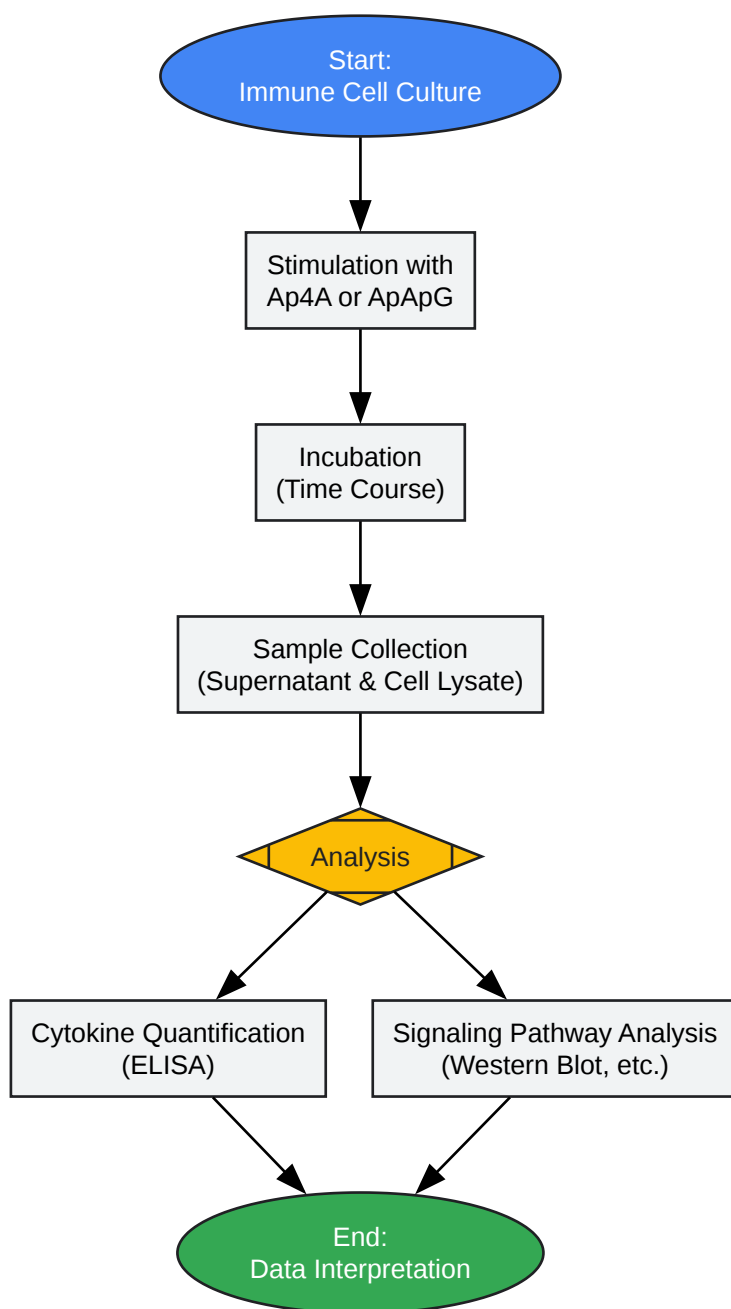 Start:
Immune Cell Culture
Stimulation with
Ap4A or ApApG
Incubation
(Time Course)
Sample Collection
(Supernatant & Cell Lysate)
Analysis
Cytokine Quantification
(ELISA)
Signaling Pathway Analysis
(Western Blot, etc.)
End:
Data Interpretation